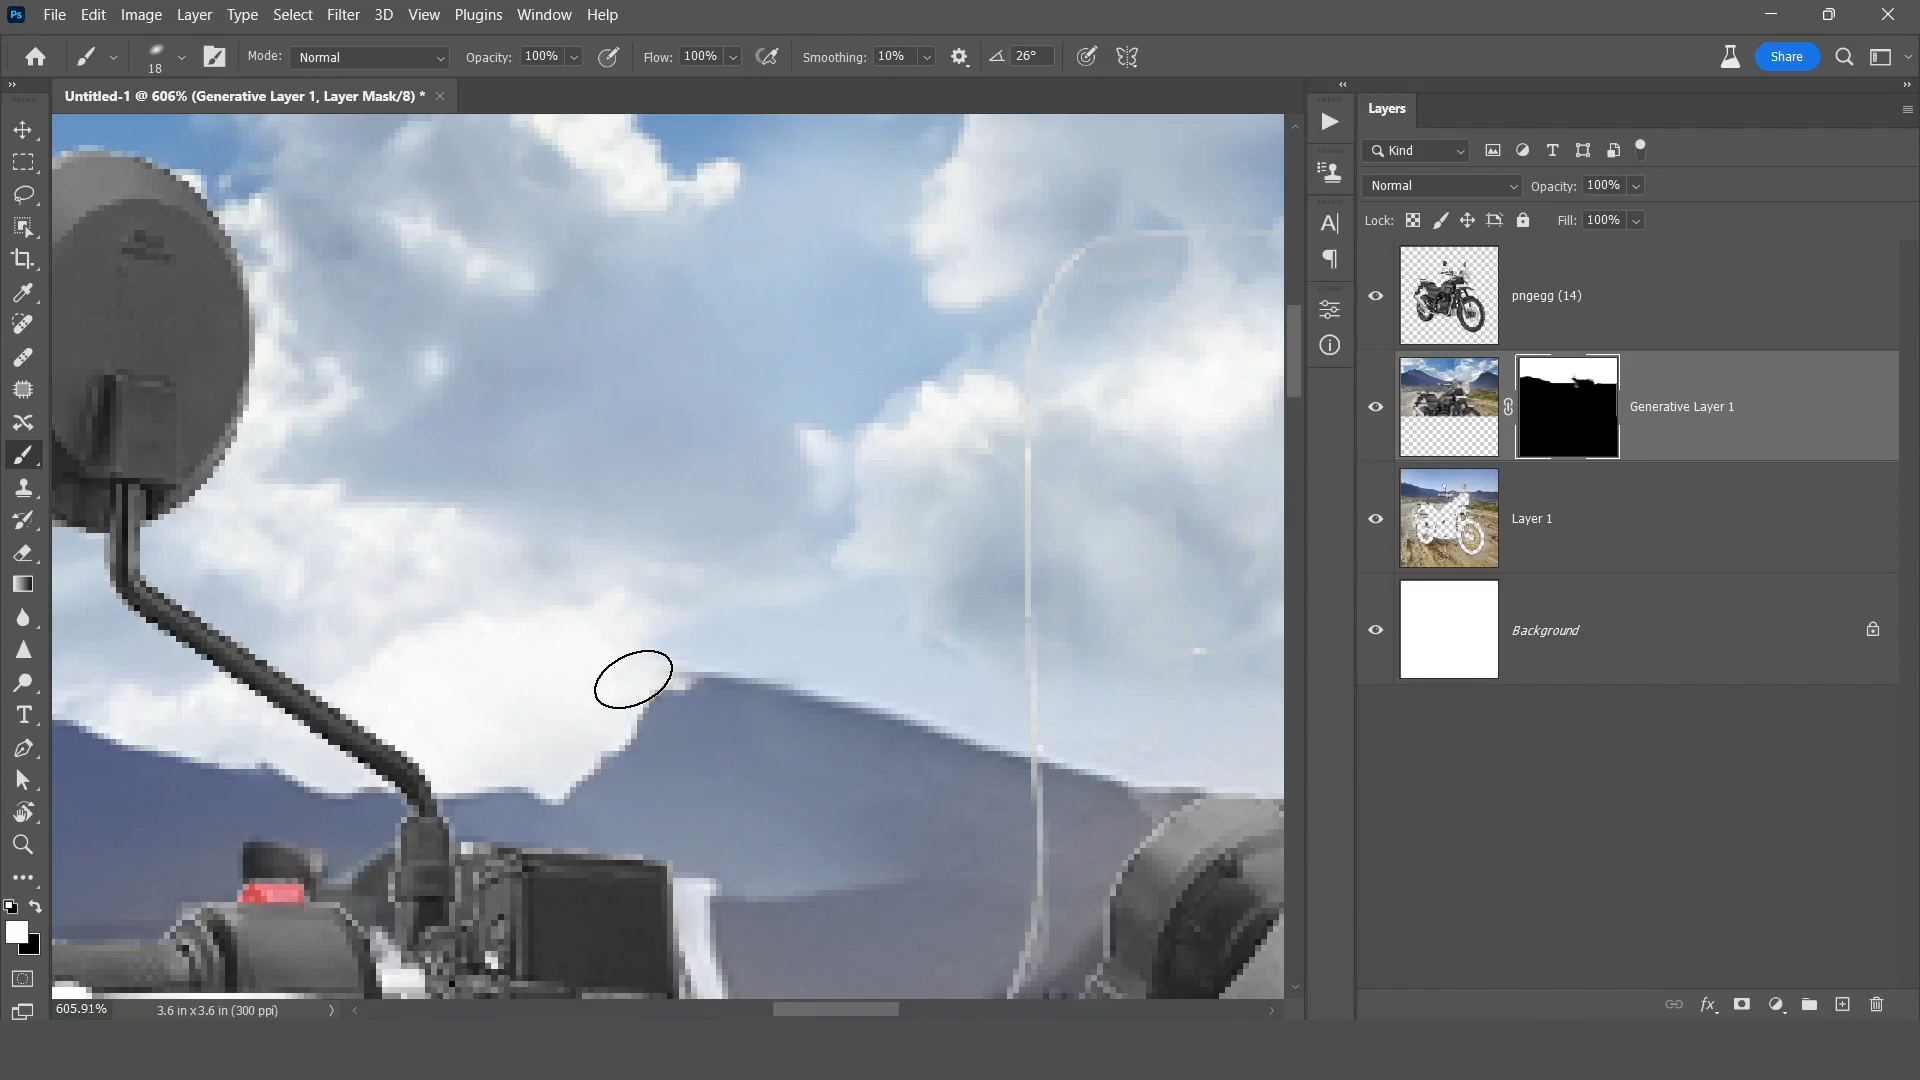 Ps File Edit Image Layer Type Select Filter 3D View Plugins Window Help
18 Mode: Normal Opacity: 100% Flow: 100% Smoothing: 10% 26° Share
Untitled-1 @ 606% (Generative Layer 1, Layer Mask/8) * ×
Layers
Kind
Normal Opacity: 100%
Lock: Fill: 100%
pngegg (14)
Generative Layer 1
Layer 1
Background
605.91% 3.6 in x 3.6 in (300 ppi)